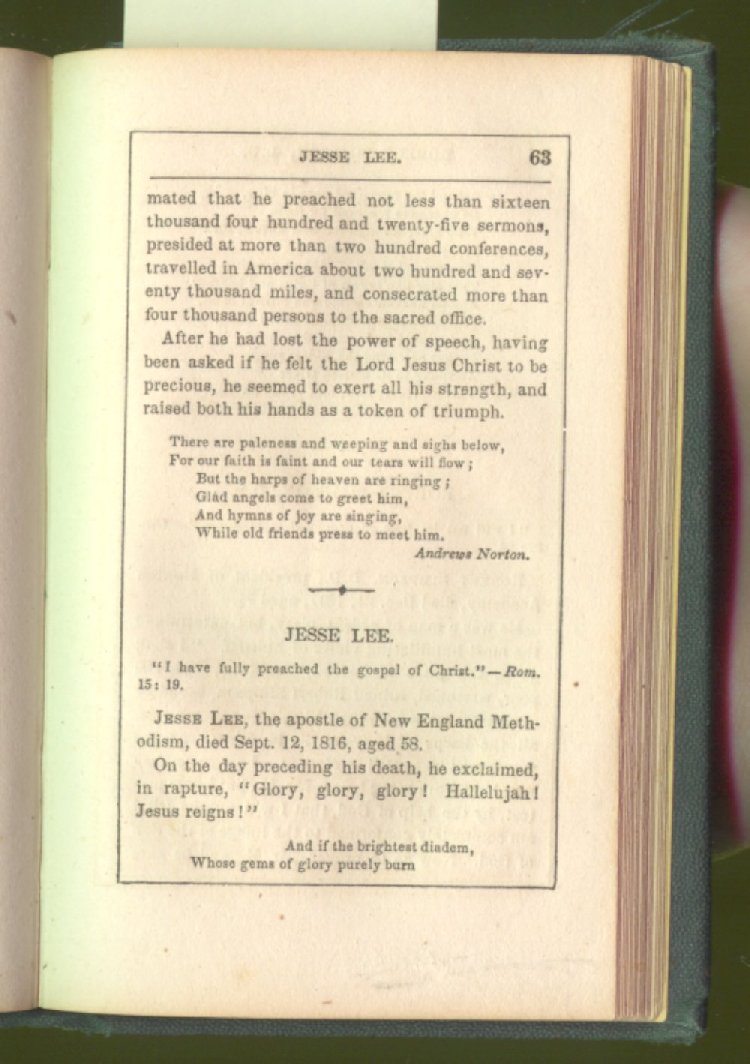 JESSE LEE. 63
mated that he preached not less than sixteen
thousand four hundred and twenty-five sermons,
presided at more than two hundred conferences,
travelled in America about two hundred and sev-
enty thousand miles, and consecrated more than
four thousand persons to the sacred office.
After he had lost the power of speech, having
been asked if he felt the Lord Jesus Christ to be
precious, he seemed to exert all his strength, and
raised both his hands as a token of triumph.
There are paleness and weeping and sighs below,
For our faith is faint and our tears will flow;
But the harps of heaven are ringing;
Glad angels come to greet him,
And hymns of joy are singing,
While old friends press to meet him.
Andrews Norton.
JESSE LEE.
"I have fully preached the gospel of Christ."—Rom.
15: 19.
JESSE LEE, the apostle of New England Meth-
odism, died Sept. 12, 1816, aged 58.
On the day preceding his death, he exclaimed,
in rapture, "Glory, glory, glory! Hallelujah!
Jesus reigns!"
And if the brightest diadem,
Whose gems of glory purely burn